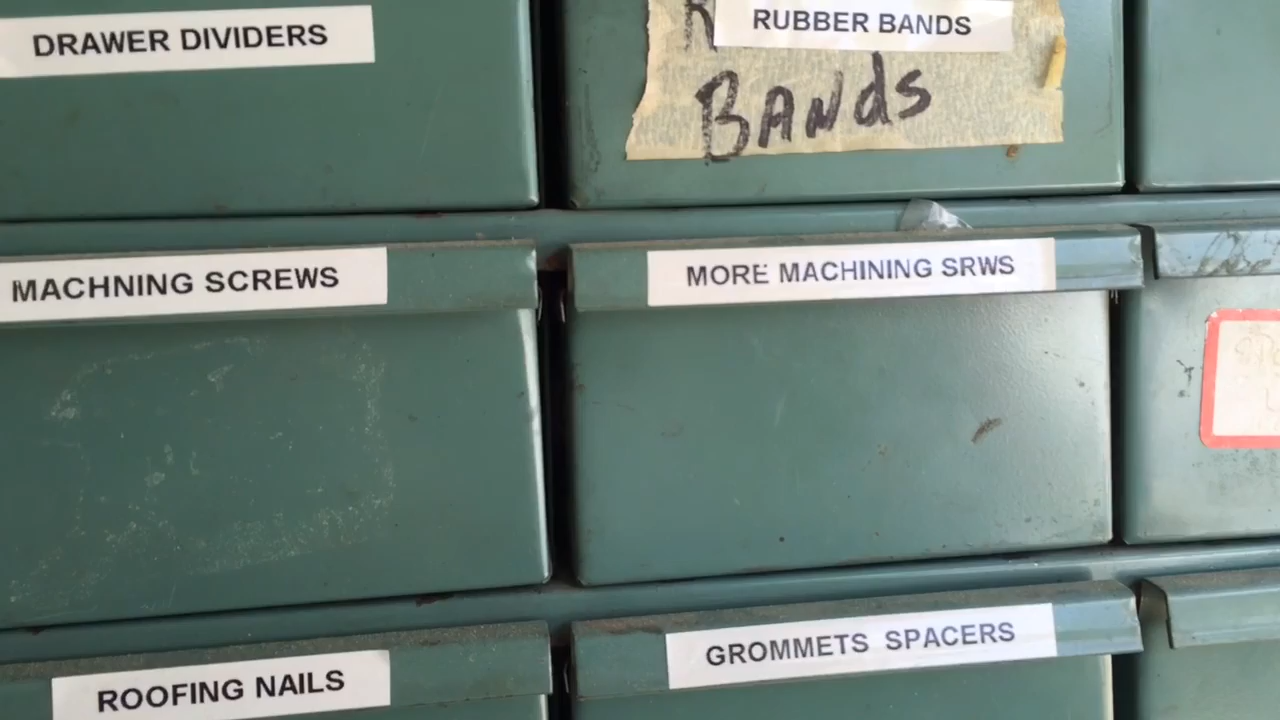 DRAWER DIVIDERS
RUBBER BANDS
BANds
MACHNING SCREWS
MORE MACHINING SRWS
ROOFING NAILS
GROMMETS SPACERS